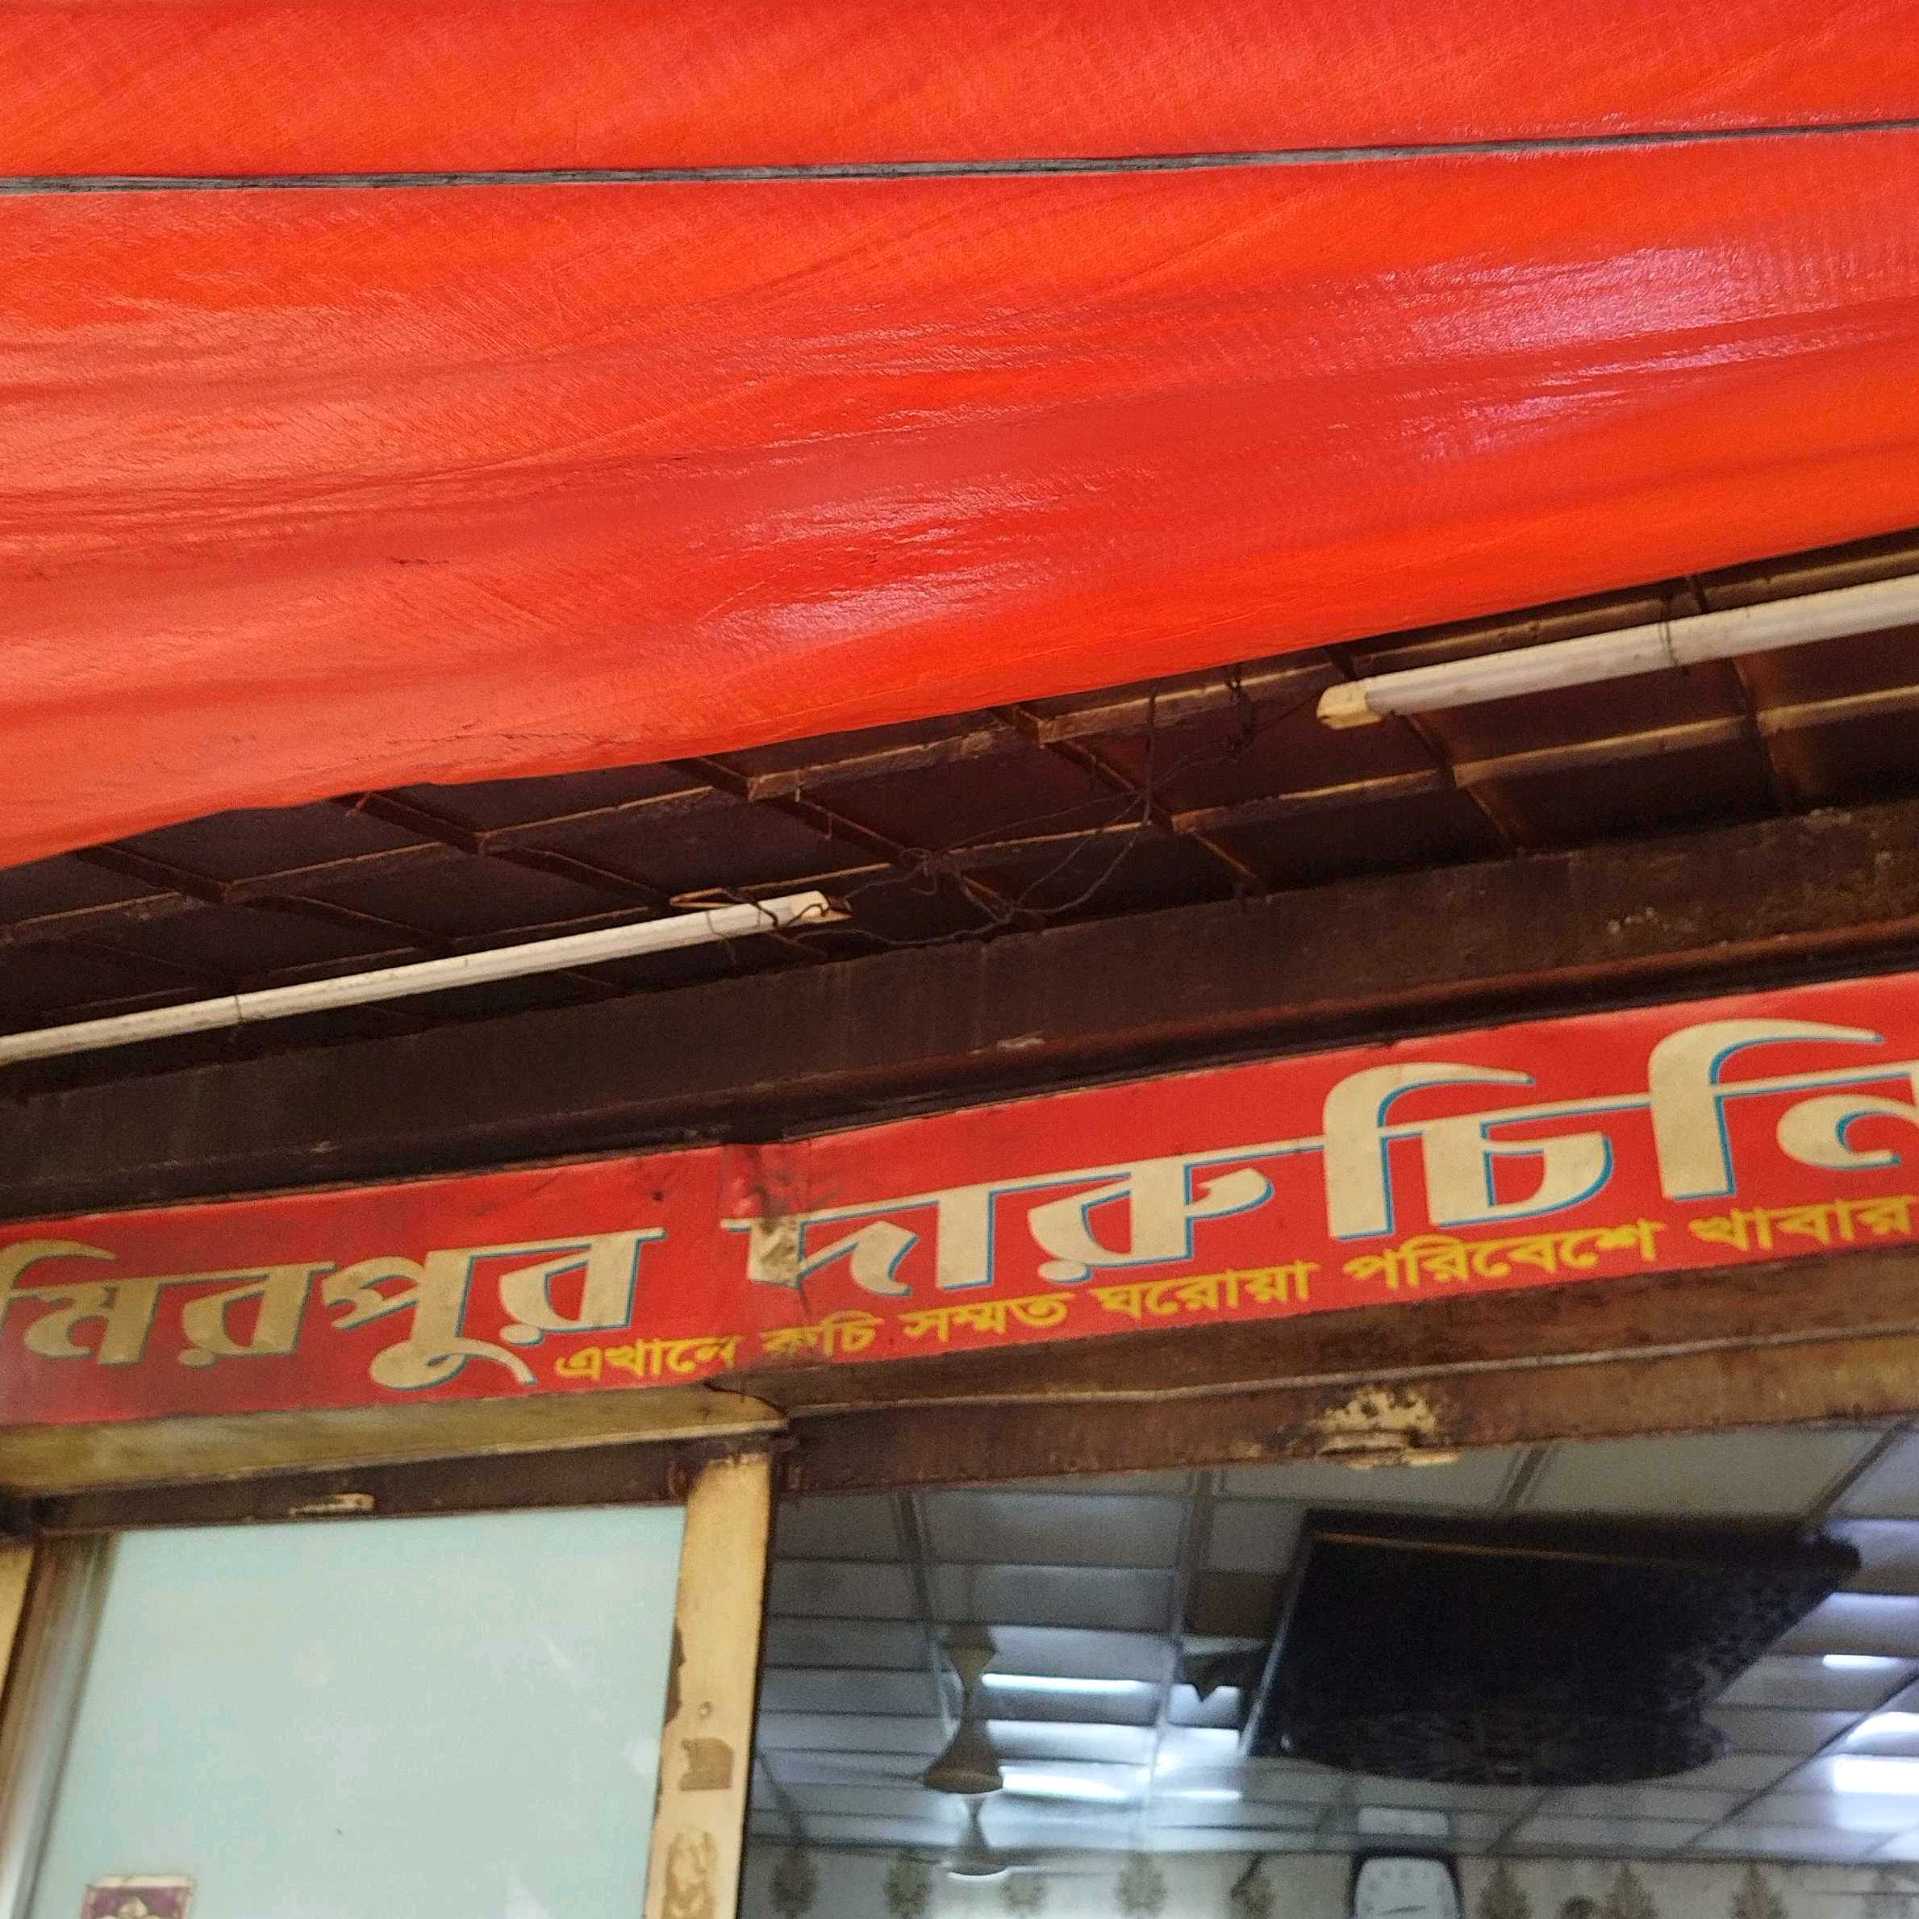 মিরপুর দারুচিনি
এখানে রুচি সম্মত ঘরোয়া পরিবেশে খাবার